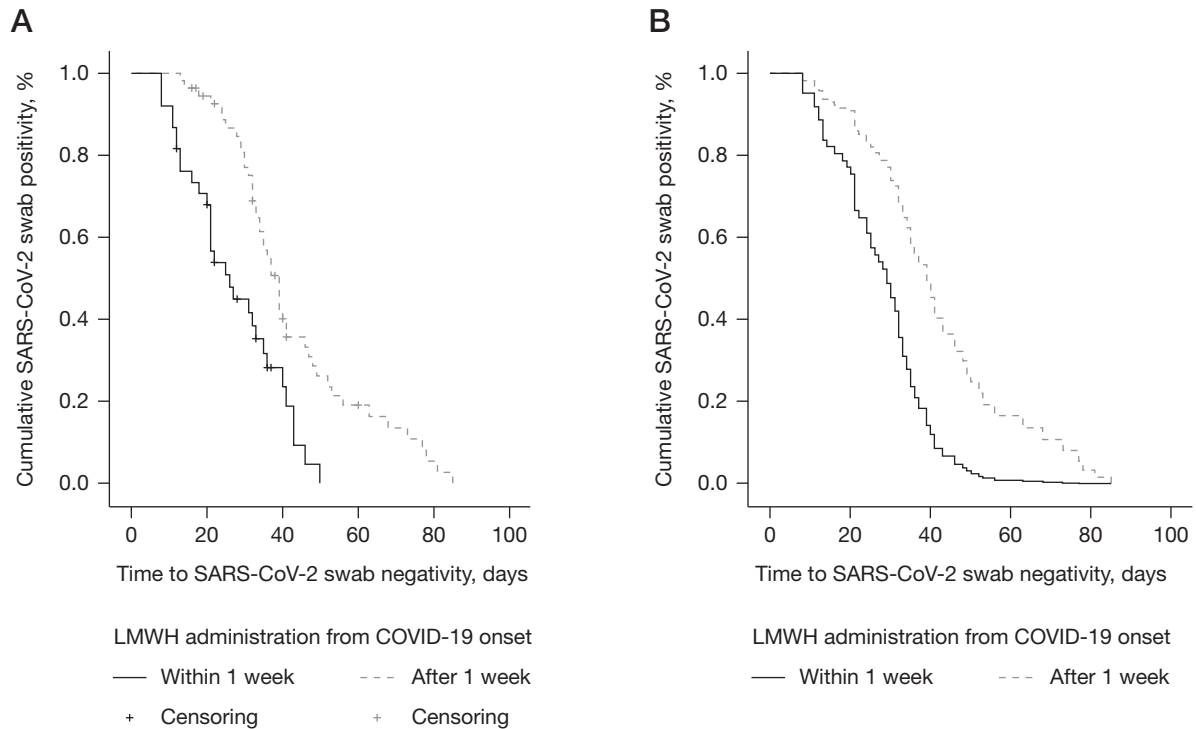 A
Cumulative SARS-CoV-2 swab positivity, %
1.0
0.8
0.6
0.4
0.2
0.0
0 20 40 60 80 100
Time to SARS-CoV-2 swab negativity, days
LMWH administration from COVID-19 onset
Within 1 week After 1 week
+ Censoring + Censoring
B
Cumulative SARS-CoV-2 swab positivity, %
1.0
0.8
0.6
0.4
0.2
0.0
0 20 40 60 80 100
Time to SARS-CoV-2 swab negativity, days
LMWH administration from COVID-19 onset
Within 1 week After 1 week